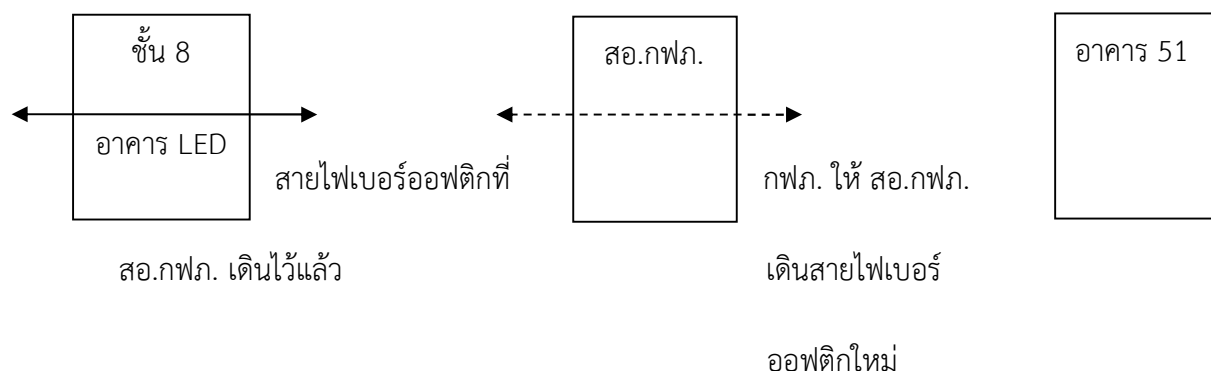 ชั้น 8
อาคาร LED
สอ.กฟภ.
อาคาร 51
สายไฟเบอร์ออฟติกที่
สอ.กฟภ. เดินไว้แล้ว
กฟภ. ให้ สอ.กฟภ.
เดินสายไฟเบอร์
ออฟติกใหม่